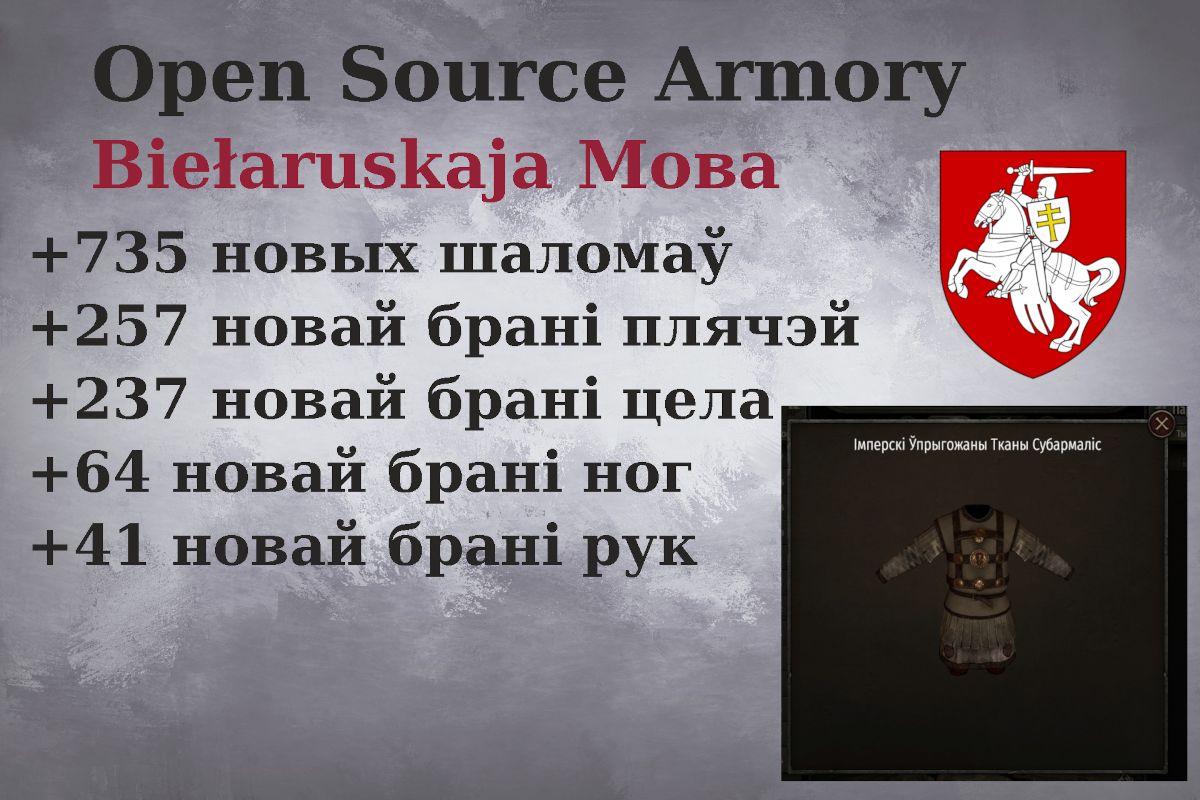 Open Source Armory
Biełaruskaja Мова
+735 новых шаломаў
+257 новай брані плячэй
+237 новай брані цела
+64 новай брані ног
+41 новай брані рук
Імперскі Ўпрыгожаны Тканы Субармаліс